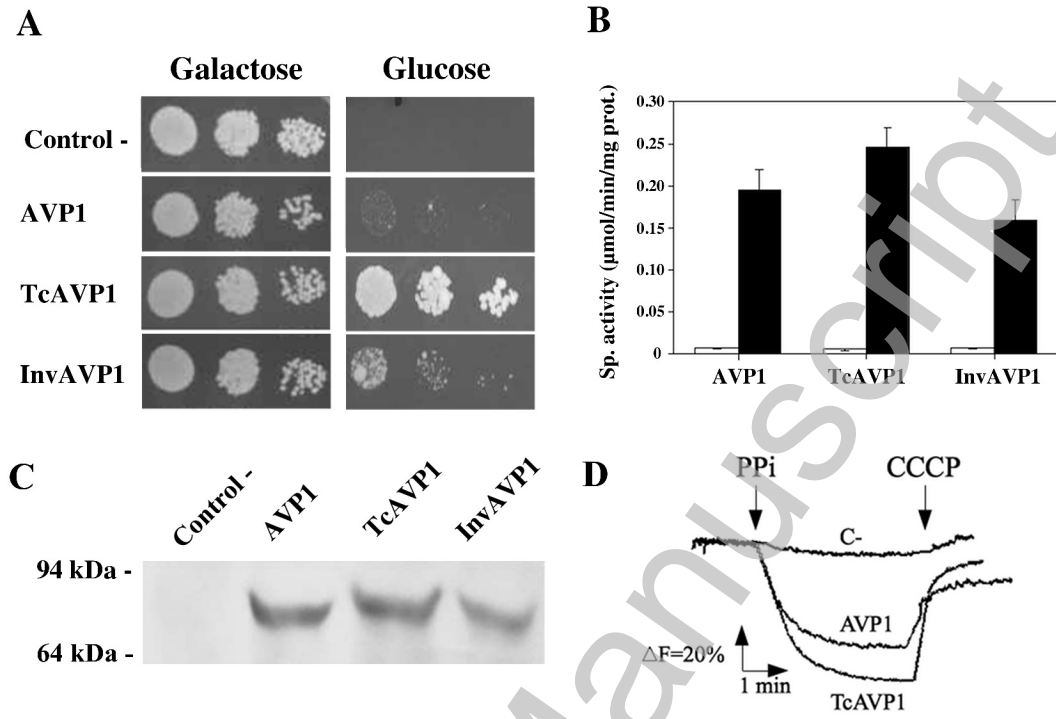 A
Galactose
Glucose
Control -
AVP1
TcAVP1
InvAVP1
B
Sp. activity (μmol/min/mg prot.)
0.30
0.25
0.20
0.15
0.10
0.05
0
AVP1
TcAVP1
InvAVP1
C
Control -
AVP1
TcAVP1
InvAVP1
94 kDa -
64 kDa -
D
PPi
CCCP
C-
AVP1
△F=20%
1 min
TcAVP1
Manuscript